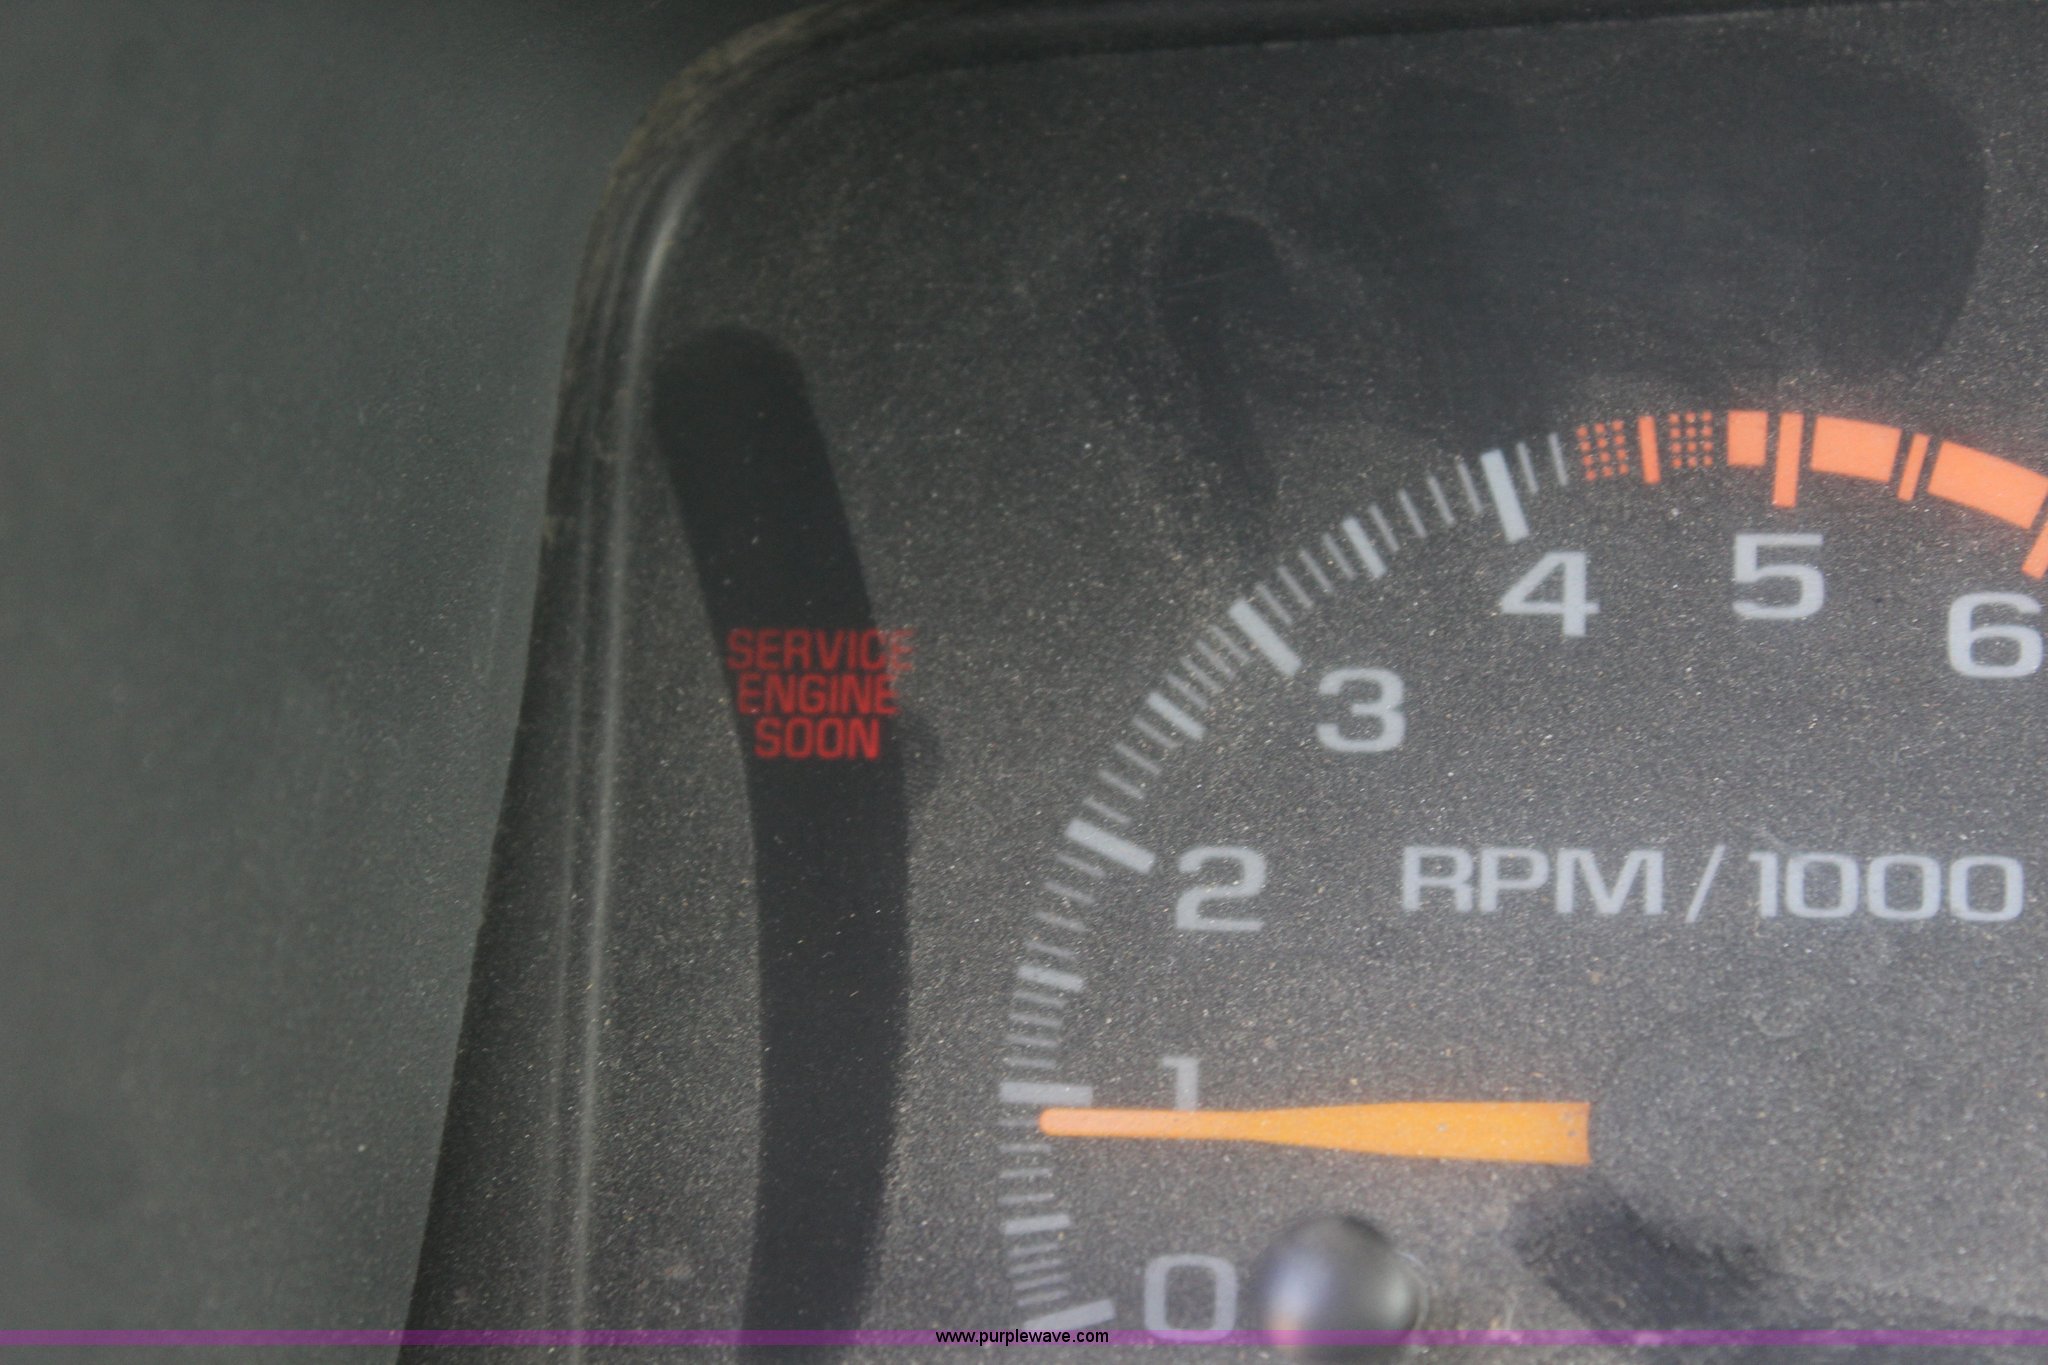 SERVICE
ENGINE
SOON
4
5
6
3
2
RPM/1000
1
0
www.purplewave.com